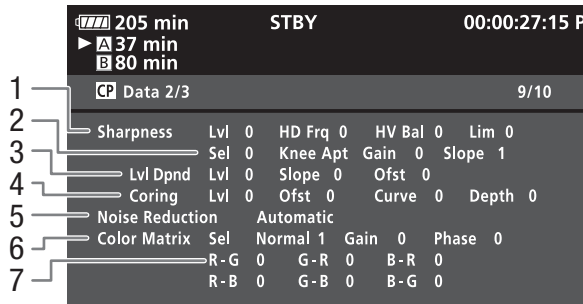 205 min STBY 00:00:27:15 P
A 37 min
B 80 min
CP Data 2/3 9/10
1 Sharpness Lvl 0 HD Frq 0 HV Bal 0 Lim 0
2 Sel 0 Knee Apt Gain 0 Slope 1
3 Lvl Dpnd Lvl 0 Slope 0 Ofst 0
4 Coring Lvl 0 Ofst 0 Curve 0 Depth 0
5 Noise Reduction Automatic
6 Color Matrix Sel Normal 1 Gain 0 Phase 0
7 R-G 0 G-R 0 B-R 0
R-B 0 G-B 0 B-G 0